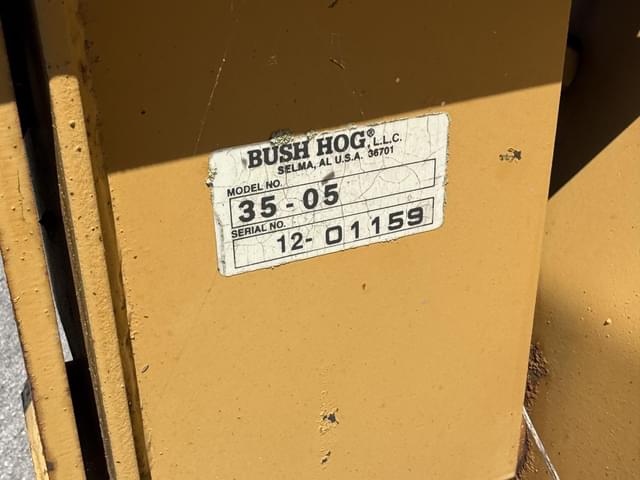 BUSH HOG®, L.L.C.
SELMA, AL U.S.A. 36701
MODEL NO.
35-05
SERIAL NO.
12-01159